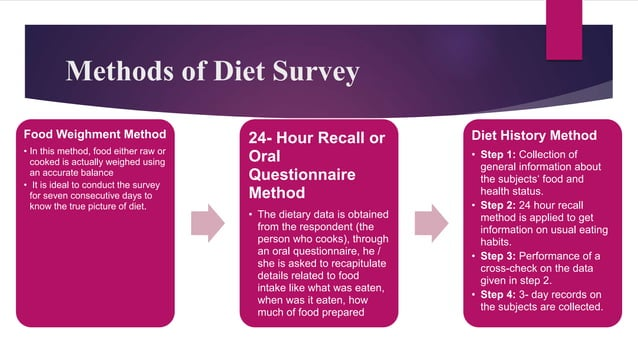 Methods of Diet Survey
Food Weighment Method
• In this method, food either raw or
cooked is actually weighed using
an accurate balance
• It is ideal to conduct the survey
for seven consecutive days to
know the true picture of diet.
24- Hour Recall or
Oral
Questionnaire
Method
• The dietary data is obtained
from the respondent (the
person who cooks), through
an oral questionnaire, he /
she is asked to recapitulate
details related to food
intake like what was eaten,
when was it eaten, how
much of food prepared
Diet History Method
• Step 1: Collection of
general information about
the subjects' food and
health status.
• Step 2: 24 hour recall
method is applied to get
information on usual eating
habits.
• Step 3: Performance of a
cross-check on the data
given in step 2.
• Step 4: 3- day records on
the subjects are collected.